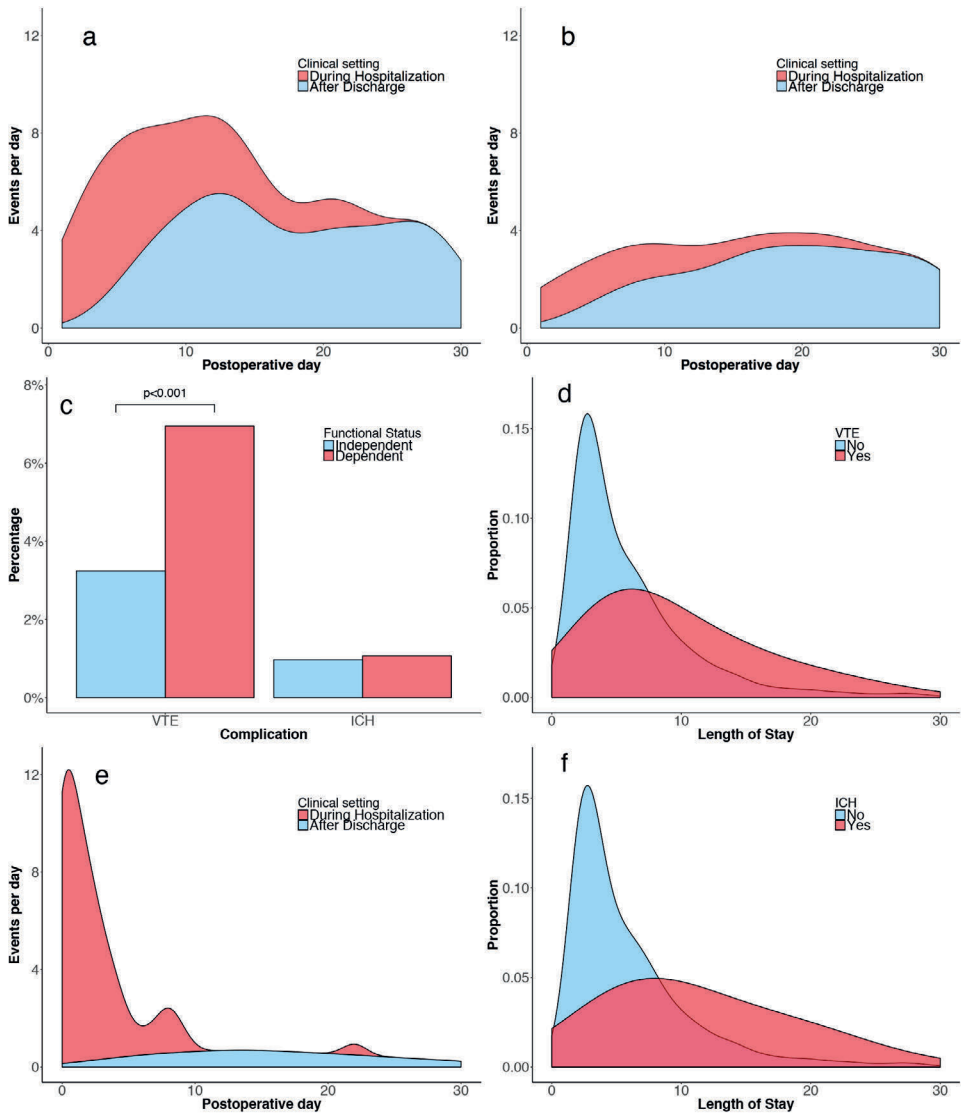 a
Clinical setting
During Hospitalization
After Discharge
Events per day
12
8
4
0
0 10 20 30
Postoperative day
b
Clinical setting
During Hospitalization
After Discharge
Events per day
12
8
4
0
0 10 20 30
Postoperative day
c
p<0.001
Functional Status
Independent
Dependent
Percentage
8%
6%
4%
2%
0%
VTE ICH
Complication
d
VTE
No
Yes
Proportion
0.15
0.10
0.05
0.00
0 10 20 30
Length of Stay
e
Clinical setting
During Hospitalization
After Discharge
Events per day
12
8
4
0
0 10 20 30
Postoperative day
f
ICH
No
Yes
Proportion
0.15
0.10
0.05
0.00
0 10 20 30
Length of Stay